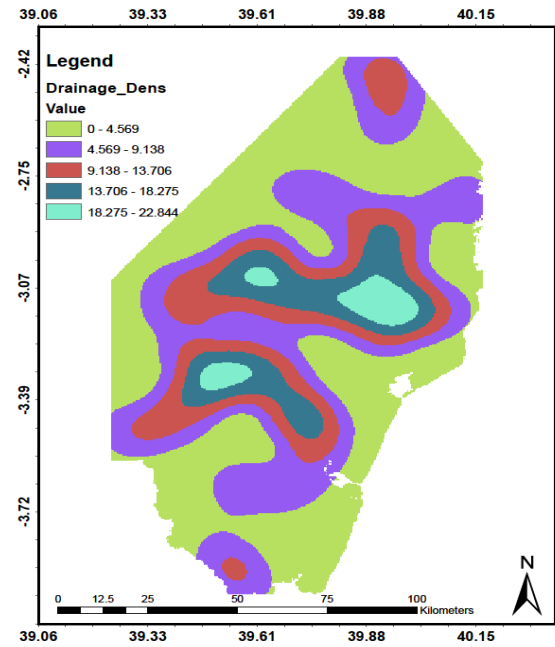 39.06 39.33 39.61 39.88 40.15
-2.42
-2.75
-3.07
-3.39
-3.72
Legend
Drainage_Dens
Value
0 - 4.569
4.569 - 9.138
9.138 - 13.706
13.706 - 18.275
18.275 - 22.844
N
0 12.5 25 50 75 100
Kilometers
39.06 39.33 39.61 39.88 40.15